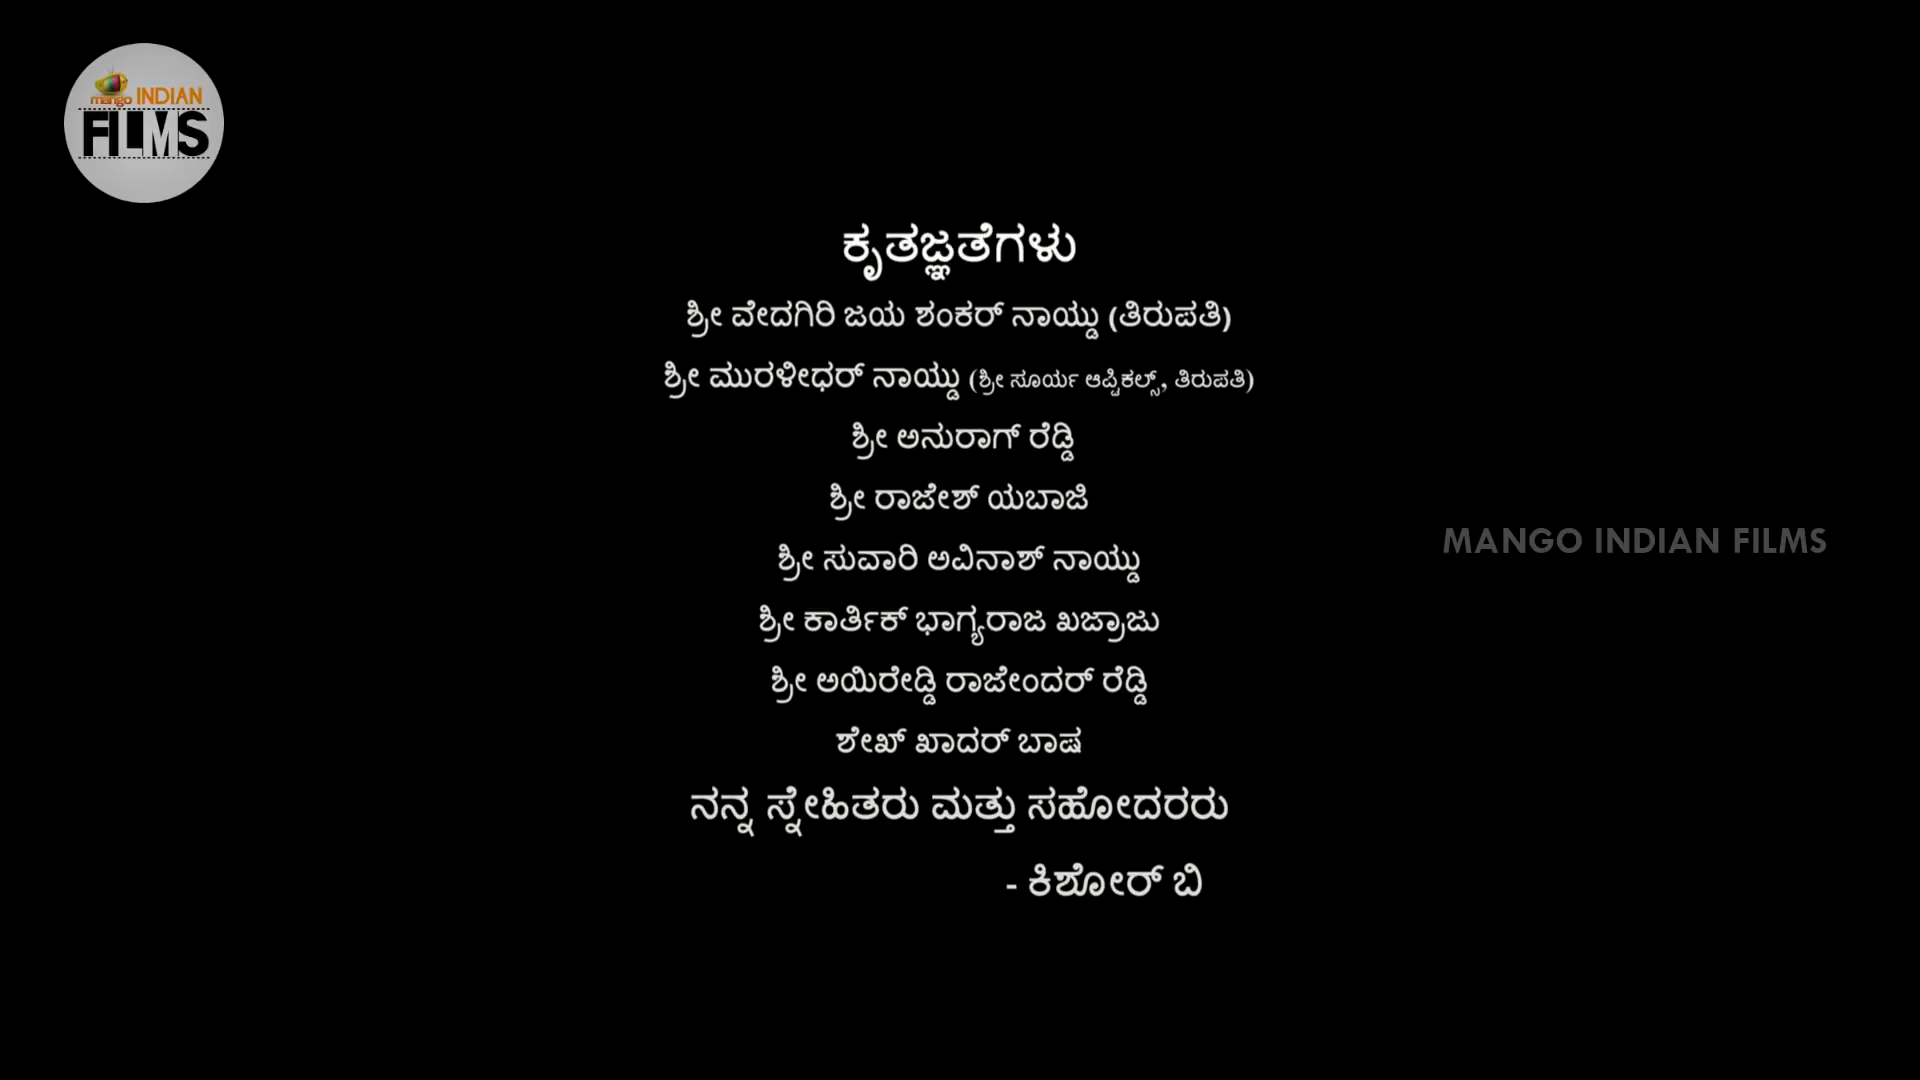 mango INDIAN
FILMS
ಕೃತಜ್ಞತೆಗಳು
ಶ್ರೀ ವೇದಗಿರಿ ಜಯ ಶಂಕರ್ ನಾಯ್ಡು (ತಿರುಪತಿ)
ಶ್ರೀ ಮುರಳೀಧರ್ ನಾಯ್ಡು (ಶ್ರೀ ಸೂರ್ಯ ಆಪ್ಟಿಕಲ್ಸ್, ತಿರುಪತಿ)
ಶ್ರೀ ಅನುರಾಗ್ ರೆಡ್ಡಿ
ಶ್ರೀ ರಾಜೇಶ್ ಯಬಾಜಿ
MANGO INDIAN FILMS
ಶ್ರೀ ಸುವಾರಿ ಅವಿನಾಶ್ ನಾಯ್ಡು
ಶ್ರೀ ಕಾರ್ತಿಕ್ ಭಾಗ್ಯರಾಜ ಖಜ್ರಾಜು
ಶ್ರೀ ಅಯಿರೇಡ್ಡಿ ರಾಜೇಂದರ್ ರೆಡ್ಡಿ
ಶೇಖ್ ಖಾದರ್ ಬಾಷ
ನನ್ನ ಸ್ನೇಹಿತರು ಮತ್ತು ಸಹೋದರರು
- ಕಿಶೋರ್ ಬಿ